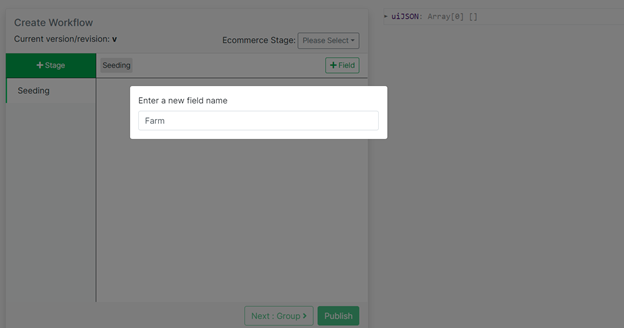 Create Workflow
Current version/revision: v
Ecommerce Stage: Please Select
+ Stage
Seeding
+ Field
Seeding
Enter a new field name
Farm
Next : Group >
Publish
▸ uiJSON: Array[0] []